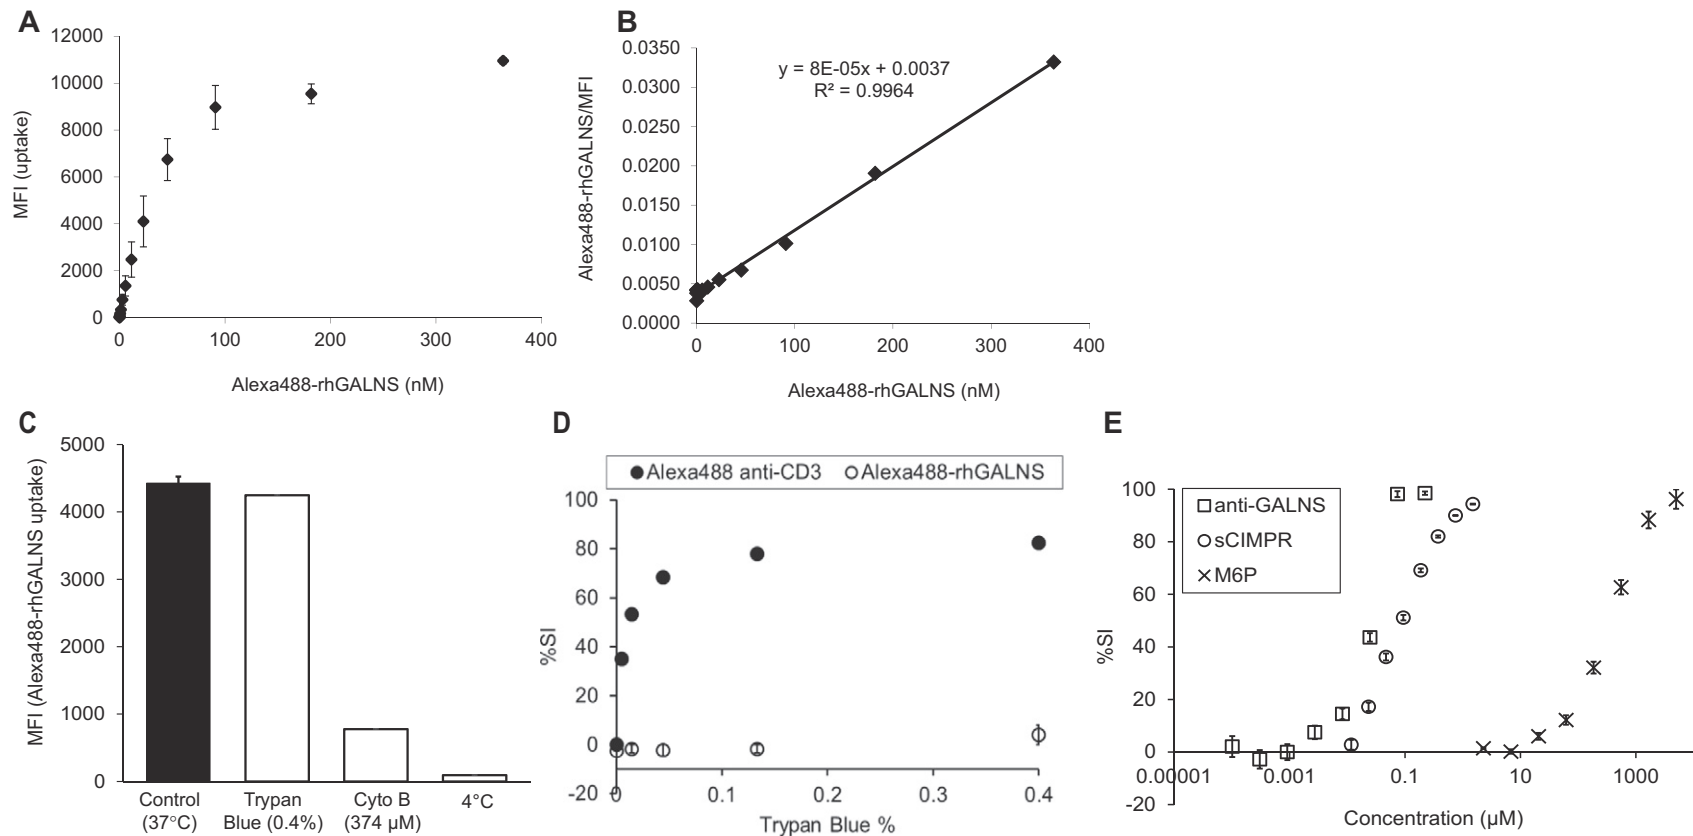 A
MFI (uptake)
12000
10000
8000
6000
4000
2000
0
0 100 200 300 400
Alexa488-rhGALNS (nM)
B
Alexa488-rhGALNS/MFI
0.0350
0.0300
0.0250
0.0200
0.0150
0.0100
0.0050
0.0000
y = 8E-05x + 0.0037
R² = 0.9964
0 100 200 300 400
Alexa488-rhGALNS (nM)
C
MFI (Alexa488-rhGALNS uptake)
5000
4000
3000
2000
1000
0
Control
(37°C)
Trypan
Blue (0.4%)
Cyto B
(374 µM)
4°C
D
Alexa488 anti-CD3 Alexa488-rhGALNS
%SI
100
80
60
40
20
0
-20
0 0.1 0.2 0.3 0.4
Trypan Blue %
E
%SI
100
80
60
40
20
0
-20
anti-GALNS
sCIMPR
M6P
0.00001 0.001 0.1 10 1000
Concentration (µM)